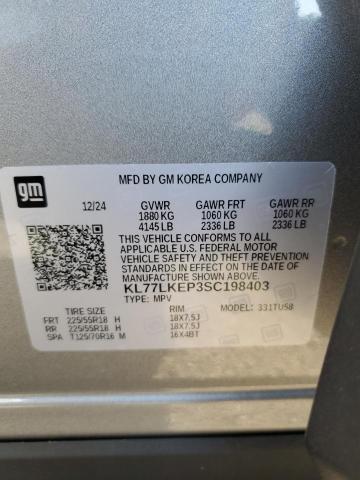 gm
MFD BY GM KOREA COMPANY
12/24 GVWR GAWR FRT GAWR RR
1880 KG 1060 KG 1060 KG
4145 LB 2336 LB 2336 LB
THIS VEHICLE CONFORMS TO ALL
APPLICABLE U.S. FEDERAL MOTOR
VEHICLE SAFETY AND THEFT PREVENTION
STANDARDS IN EFFECT ON THE DATE OF
MANUFACTURE SHOWN ABOVE.
KL77LKEP3SC198403
TYPE: MPV
TIRE SIZE RIM MODEL: 331TU58
FRT 225/55R18 H 18X7.5J
RR 225/55R18 H 18X7.5J
SPA T125/70R16 M 16X4BT